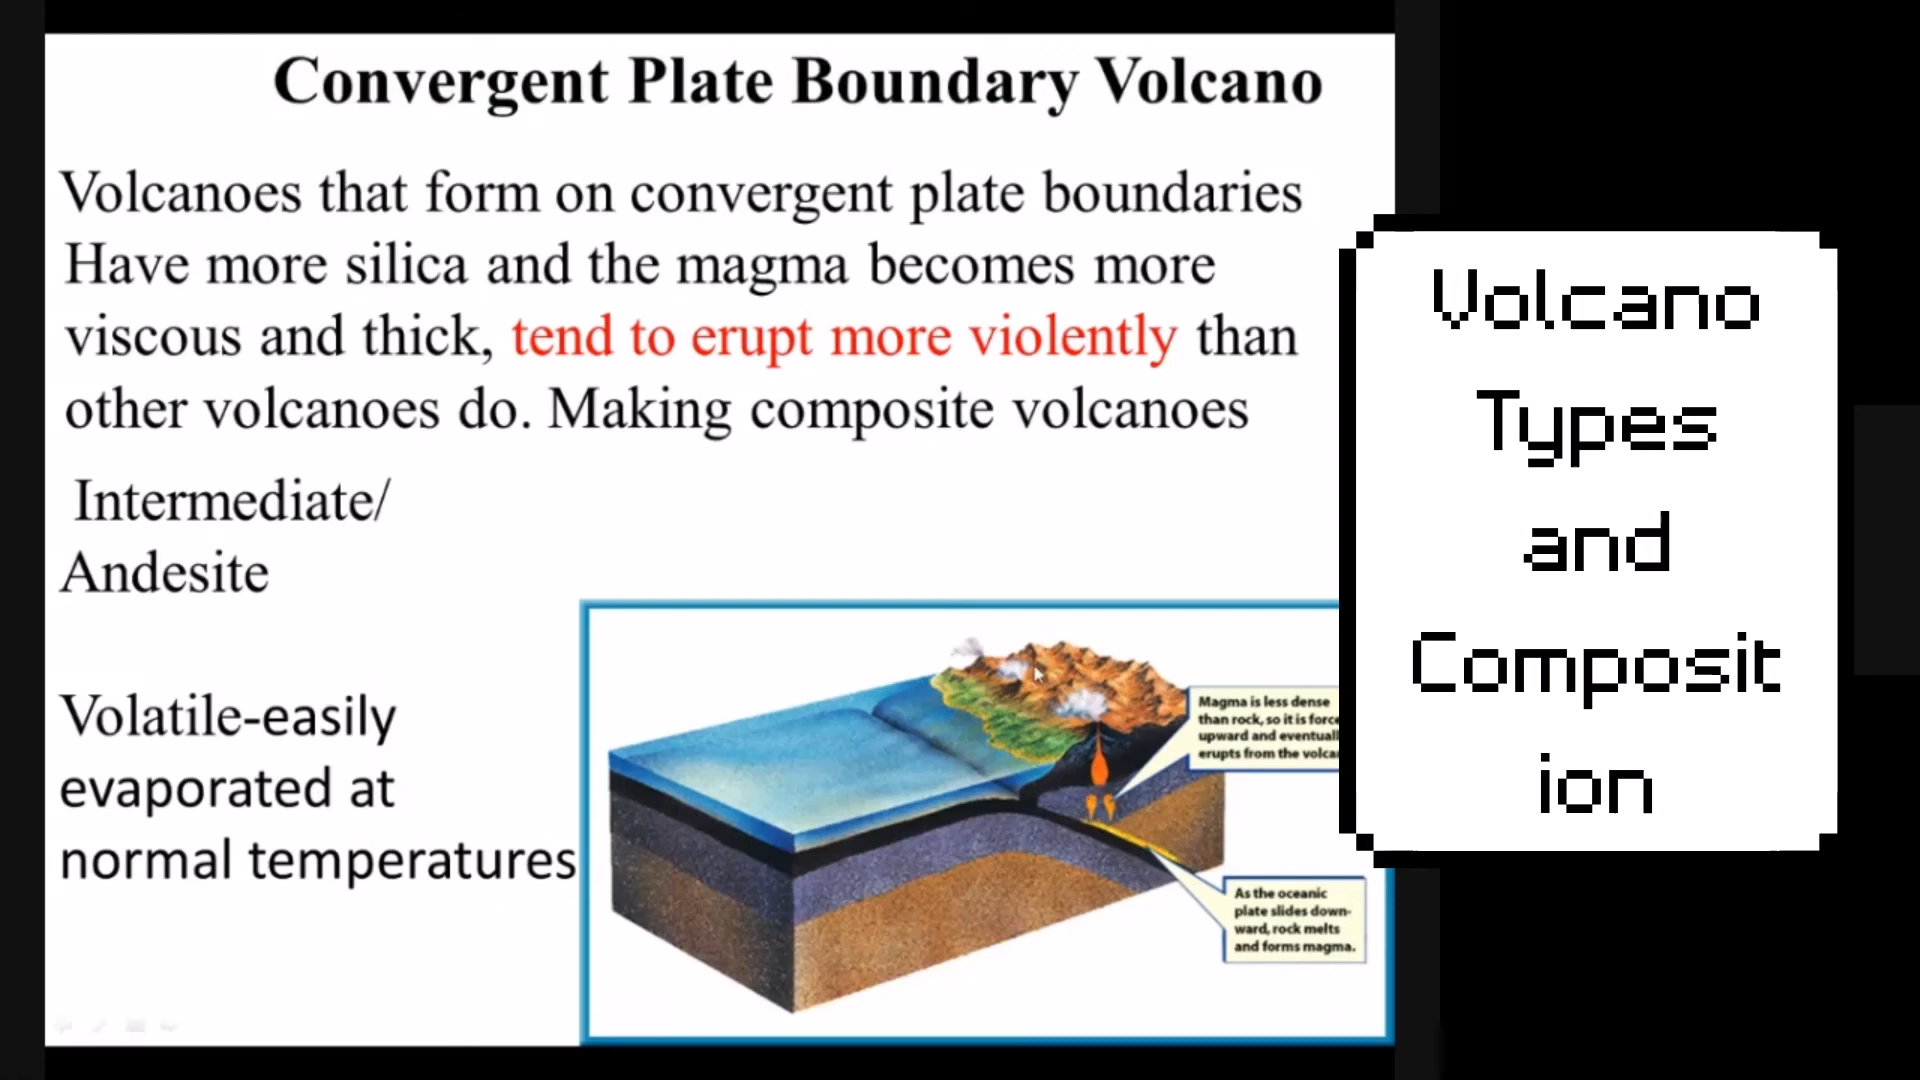 Convergent Plate Boundary Volcano
Volcanoes that form on convergent plate boundaries
Have more silica and the magma becomes more
viscous and thick, tend to erupt more violently than
other volcanoes do. Making composite volcanoes
Intermediate/
Andesite
Volatile-easily
evaporated at
normal temperatures
Magma is less dense
than rock, so it is force
upward and eventuall
erupts from the volca
As the oceanic
plate slides down-
ward, rock melts
and forms magma.
Volcano
Types
and
Composit
ion